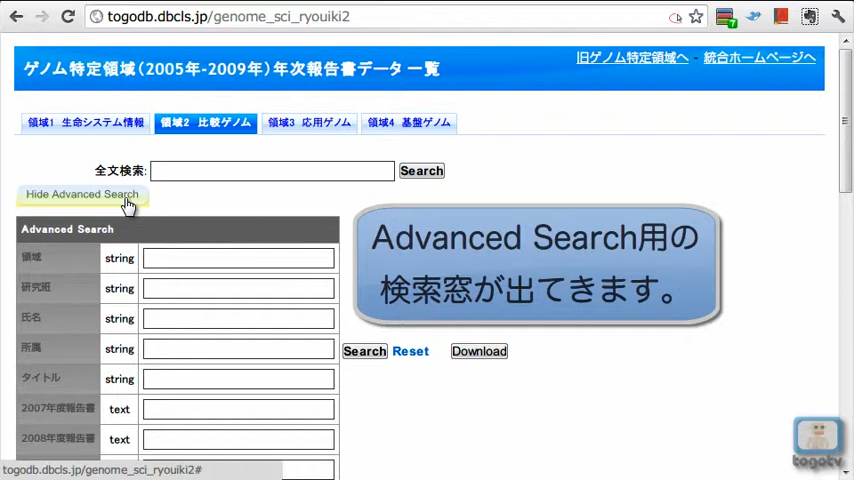 togodb.dbcls.jp/genome_sci_ryouiki2
ゲノム特定領域(2005年-2009年)年次報告書データ一覧
旧ゲノム特定領域へ - 統合ホームページへ
領域1 生命システム情報 領域2 比較ゲノム 領域3 応用ゲノム 領域4 基盤ゲノム
全文検索: Search
Hide Advanced Search
Advanced Search
Advanced Search用の
検索窓が出てきます。
領域 string
研究班 string
氏名 string
所属 string
Search Reset Download
タイトル string
2007年度報告書 text
2008年度報告書 text
togodb.dbcls.jp/genome_sci_ryouiki2#
togotv